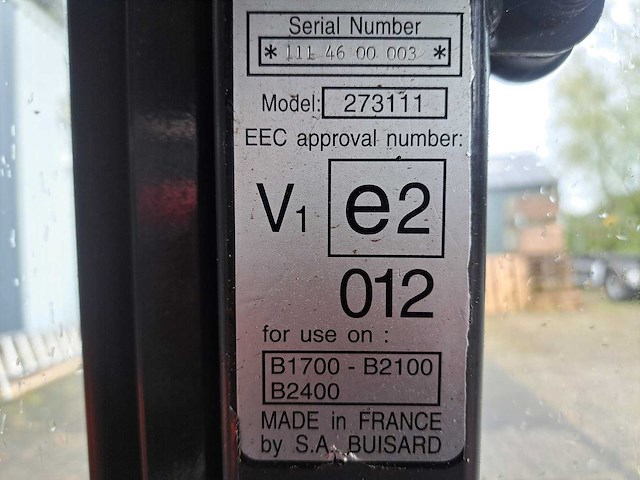 Serial Number
* 111 46 00 003 *
Model: 273111
EEC approval number:
V1 e2
012
for use on :
B1700 - B2100
B2400
MADE in FRANCE
by S.A. BUISARD